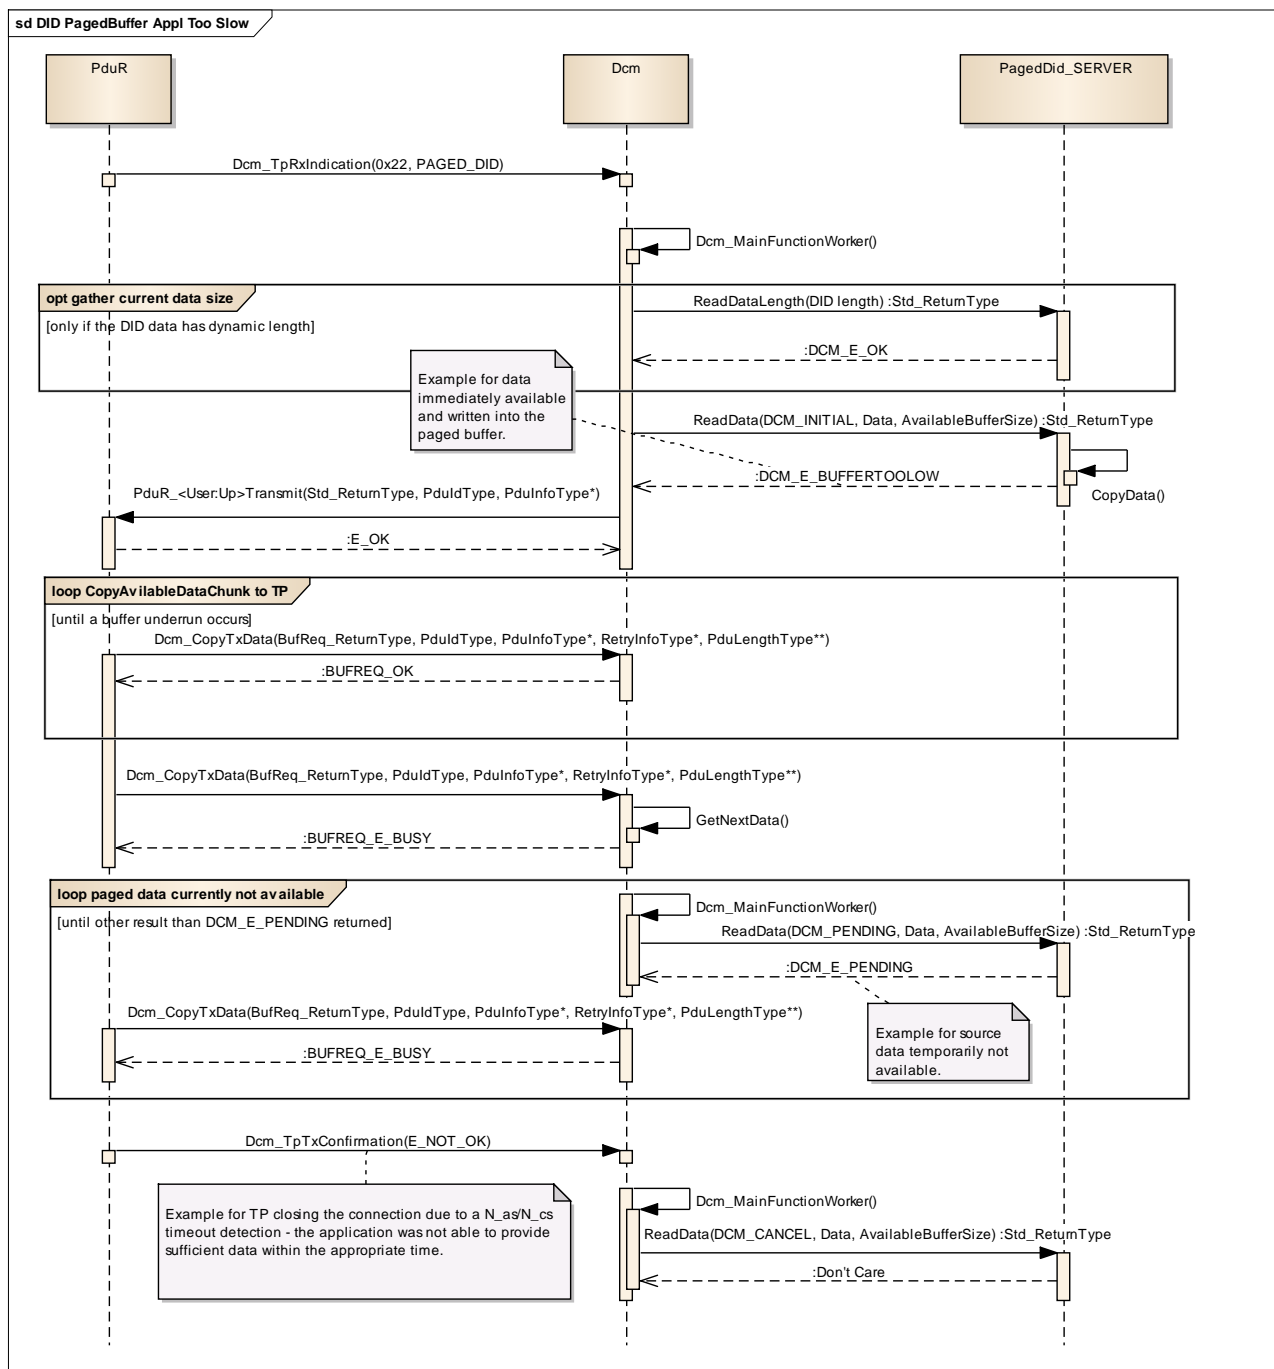 sd DID PagedBuffer Appl Too Slow
PduR
Dcm
PagedDid_SERVER
Dcm_TpRxIndication(0x22, PAGED_DID)
Dcm_MainFunctionWorker()
opt gather current data size
[only if the DID data has dynamic length]
ReadDataLength(DID length) :Std_ReturnType
:DCM_E_OK
Example for data
immediately available
and written into the
paged buffer.
ReadData(DCM_INITIAL, Data, AvailableBufferSize) :Std_ReturnType
:DCM_E_BUFFERTOOLOW
CopyData()
PduR_<User:Up>Transmit(Std_ReturnType, PduIdType, PduInfoType*)
:E_OK
loop CopyAvilableDataChunk to TP
[until a buffer underrun occurs]
Dcm_CopyTxData(BufReq_ReturnType, PduIdType, PduInfoType*, RetryInfoType*, PduLengthType**)
:BUFREQ_OK
Dcm_CopyTxData(BufReq_ReturnType, PduIdType, PduInfoType*, RetryInfoType*, PduLengthType**)
GetNextData()
:BUFREQ_E_BUSY
loop paged data currently not available
[until other result than DCM_E_PENDING returned]
Dcm_MainFunctionWorker()
ReadData(DCM_PENDING, Data, AvailableBufferSize) :Std_ReturnType
:DCM_E_PENDING
Dcm_CopyTxData(BufReq_ReturnType, PduIdType, PduInfoType*, RetryInfoType*, PduLengthType**)
:BUFREQ_E_BUSY
Example for source
data temporarily not
available.
Dcm_TpTxConfirmation(E_NOT_OK)
Example for TP closing the connection due to a N_as/N_cs
timeout detection - the application was not able to provide
sufficient data within the appropriate time.
Dcm_MainFunctionWorker()
ReadData(DCM_CANCEL, Data, AvailableBufferSize) :Std_ReturnType
:Don't Care